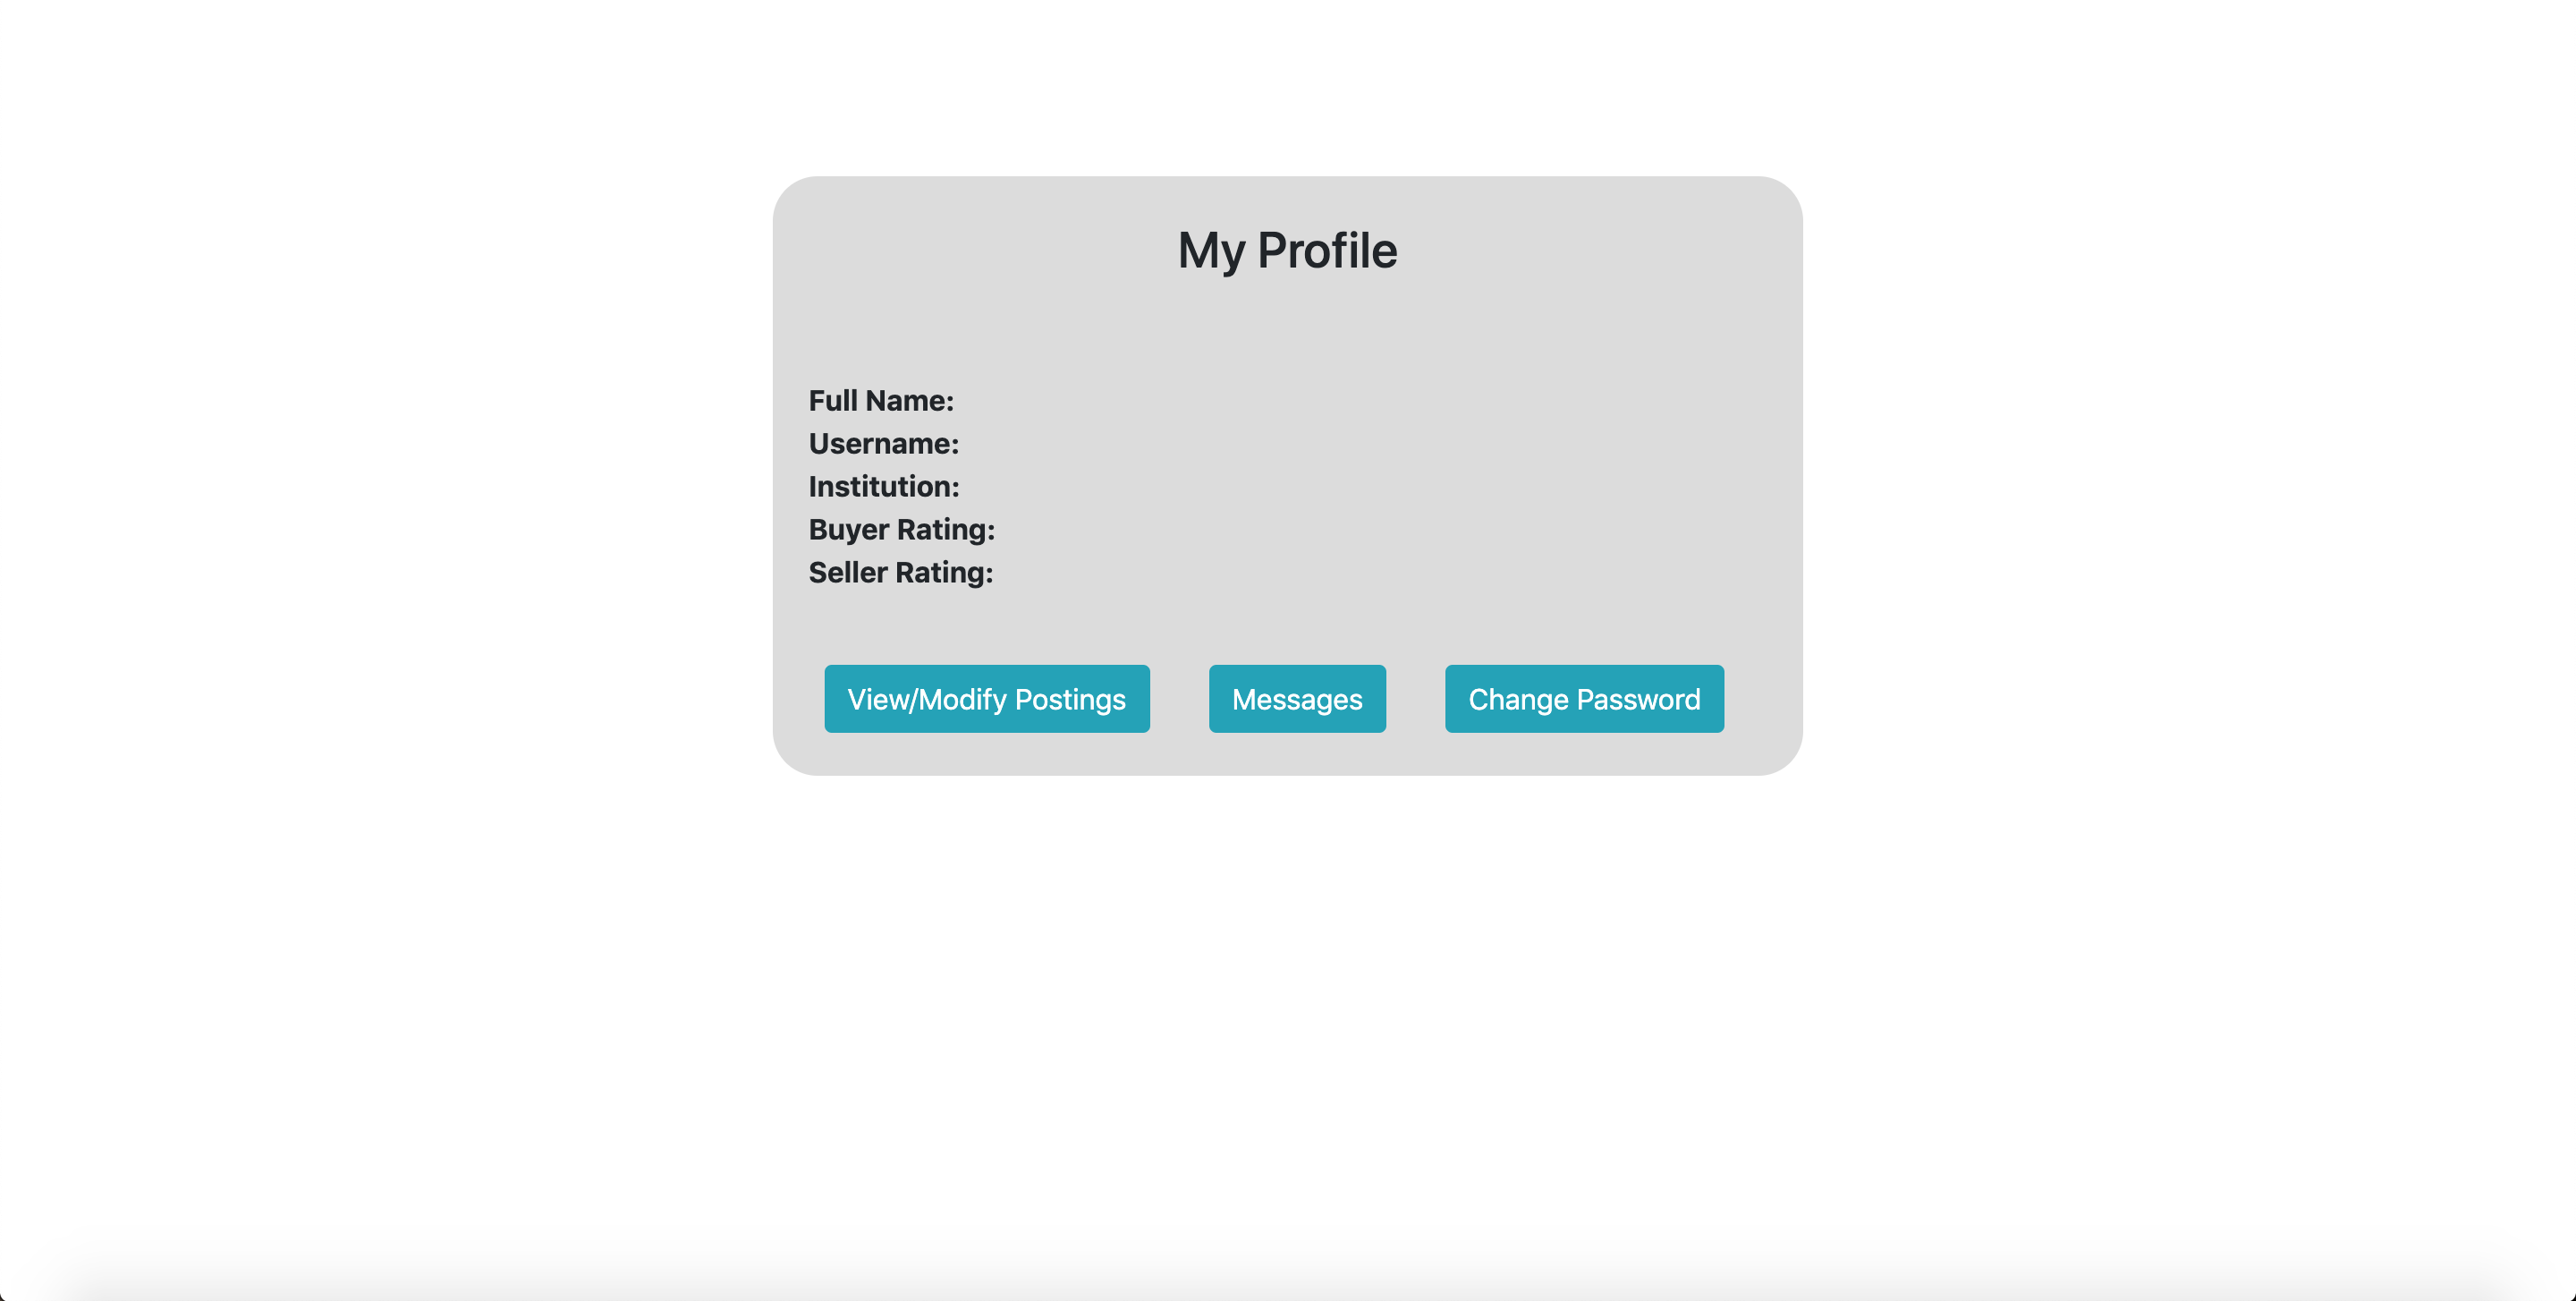 My Profile
Full Name:
Username:
Institution:
Buyer Rating:
Seller Rating:
View/Modify Postings Messages Change Password